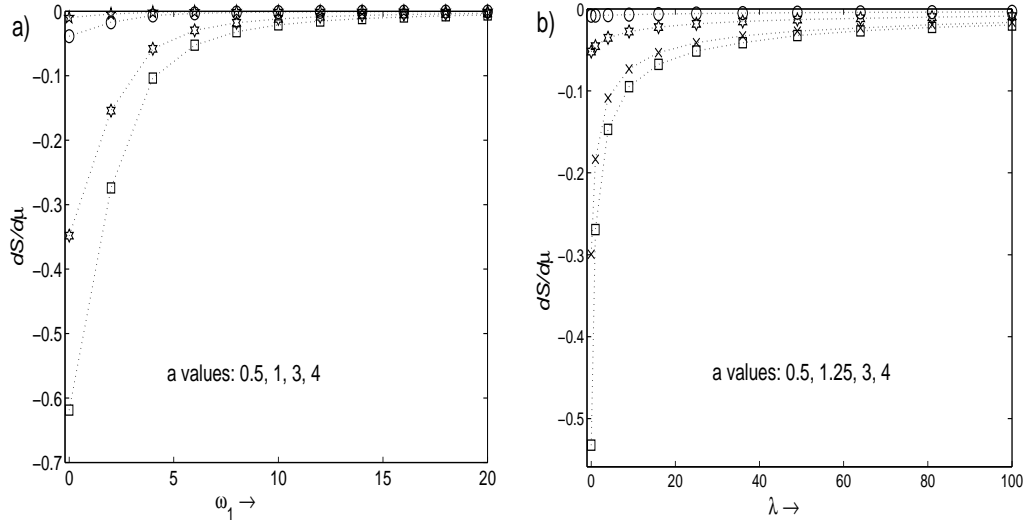 a)
0
−0.1
−0.2
−0.3
−0.4
−0.5
−0.6
−0.7
dS/dμ
a values: 0.5, 1, 3, 4
0 5 10 15 20
ω₁ →
b)
0
−0.1
−0.2
−0.3
−0.4
−0.5
dS/dμ
a values: 0.5, 1.25, 3, 4
0 20 40 60 80 100
λ →